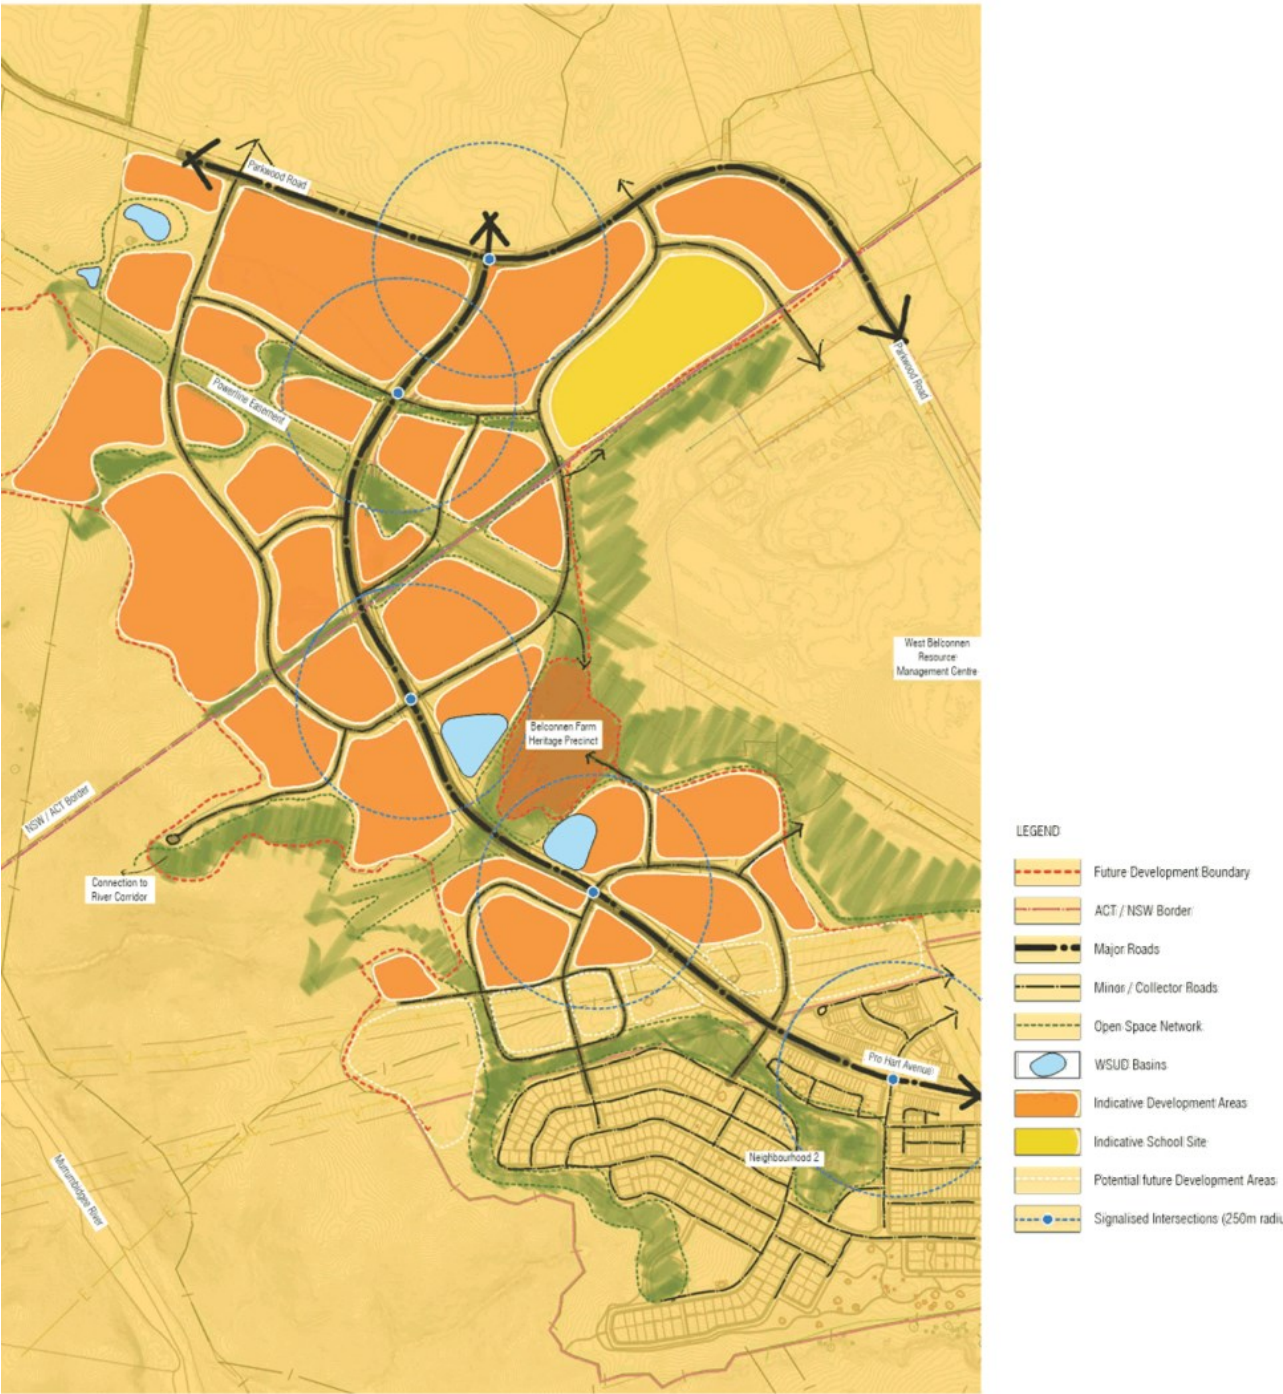 Parkwood Road
Parkwood Road
Powerline Easement
West Belconnen
Resource
Management Centre
Belconnen Farm
Heritage Precinct
NSW / ACT Border
Connection to
River Corridor
Pro Hart Avenue
Neighbourhood 2
Murrumbidgee River
LEGEND
Future Development Boundary
ACT / NSW Border
Major Roads
Minor / Collector Roads
Open Space Network
WSUD Basins
Indicative Development Areas
Indicative School Site
Potential future Development Areas
Signalised Intersections (250m radiu